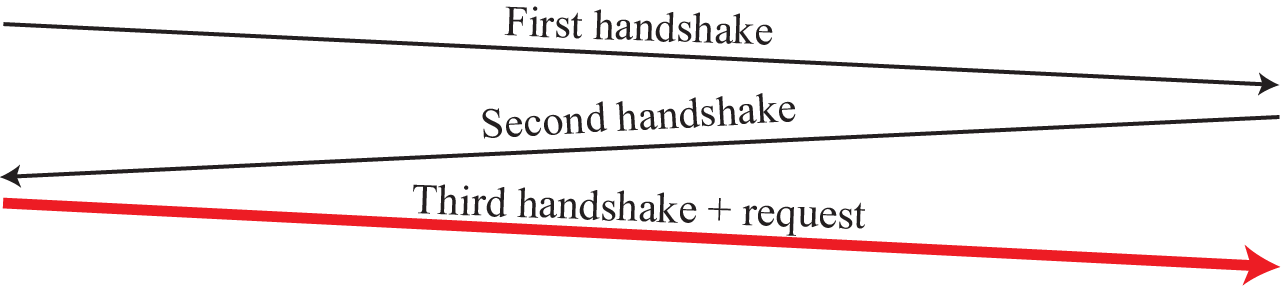 First handshake
Second handshake
Third handshake + request